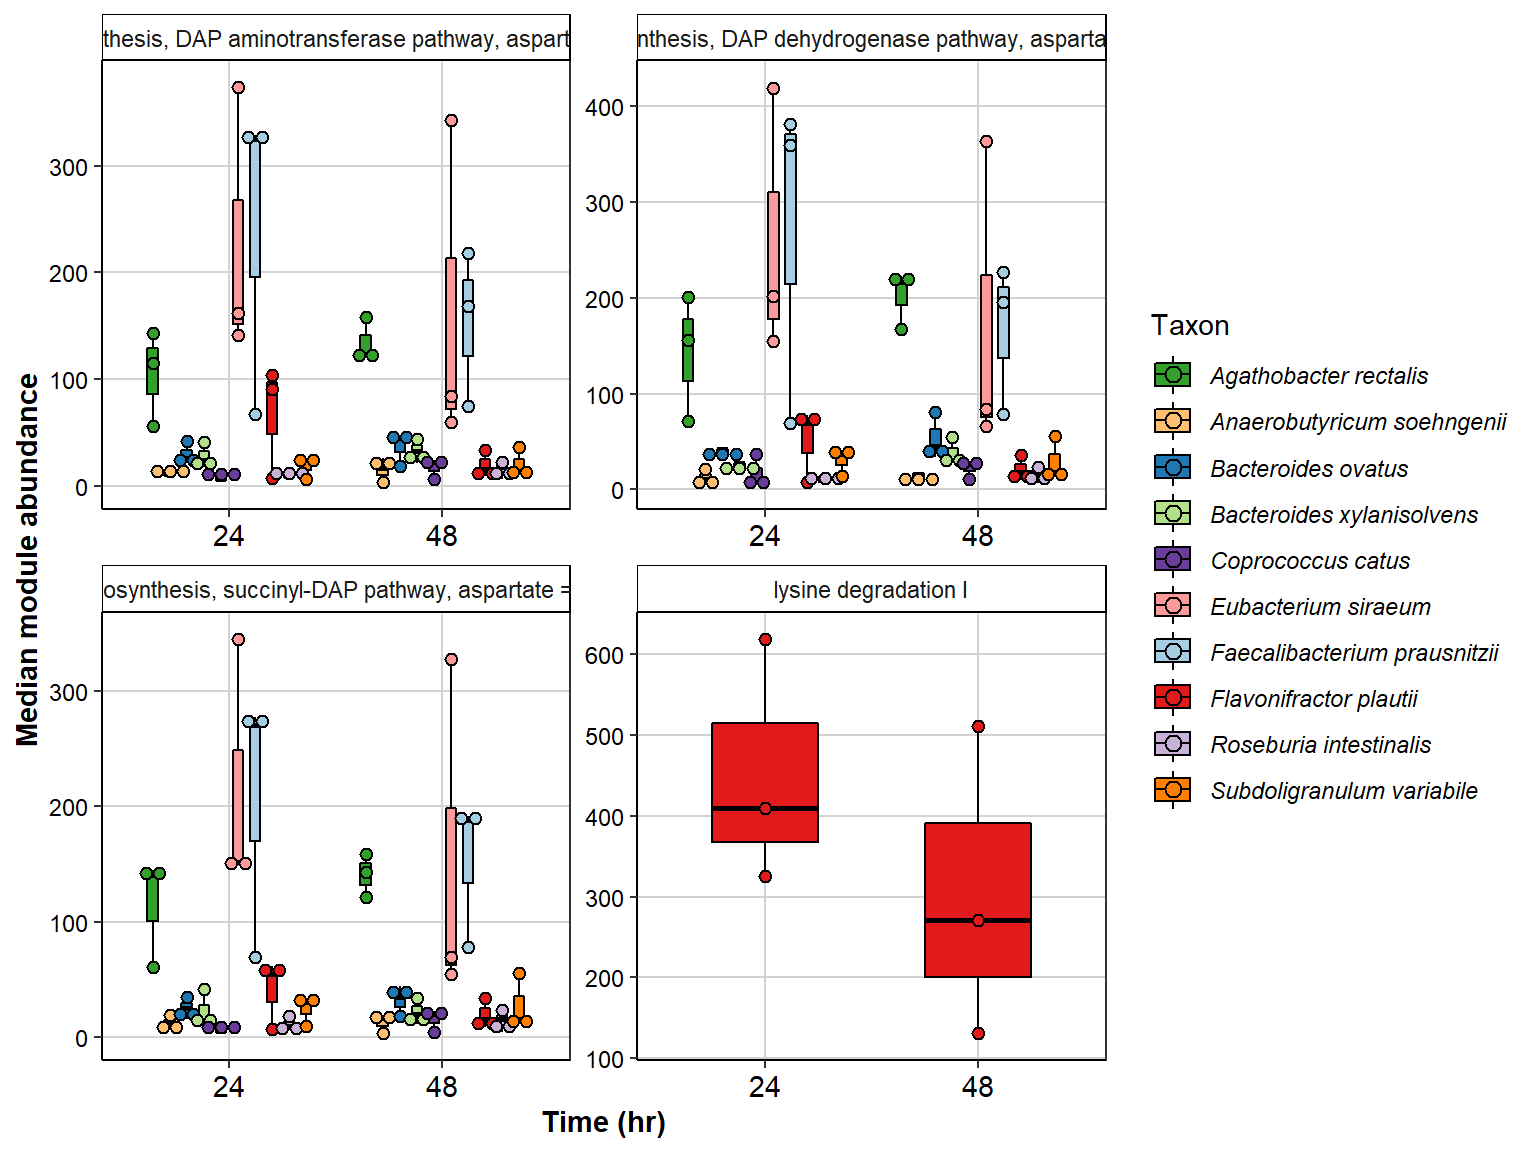 thesis, DAP aminotransferase pathway, aspart
nthesis, DAP dehydrogenase pathway, asparta
300
200
100
0
24
48
400
300
200
100
0
24
48
osynthesis, succinyl-DAP pathway, aspartate =
lysine degradation I
300
200
100
0
24
48
600
500
400
300
200
100
24
48
Median module abundance
Time (hr)
Taxon
Agathobacter rectalis
Anaerobutyricum soehngenii
Bacteroides ovatus
Bacteroides xylanisolvens
Coprococcus catus
Eubacterium siraeum
Faecalibacterium prausnitzii
Flavonifractor plautii
Roseburia intestinalis
Subdoligranulum variabile